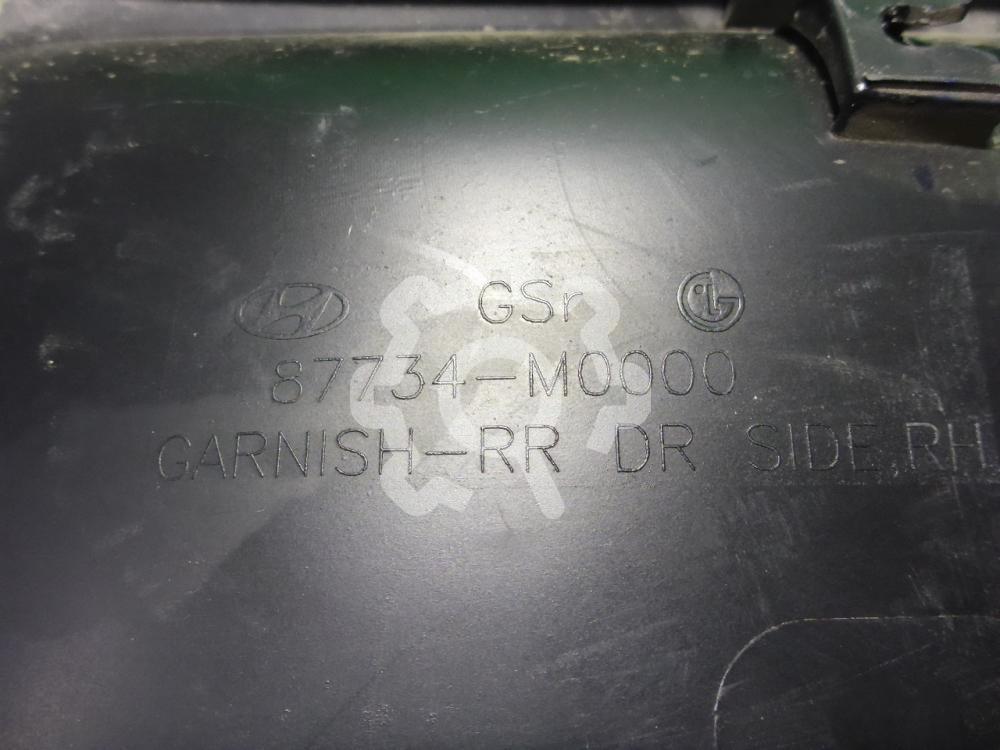 GSr
87734-M0000
GARNISH-RR DR SIDE,RH